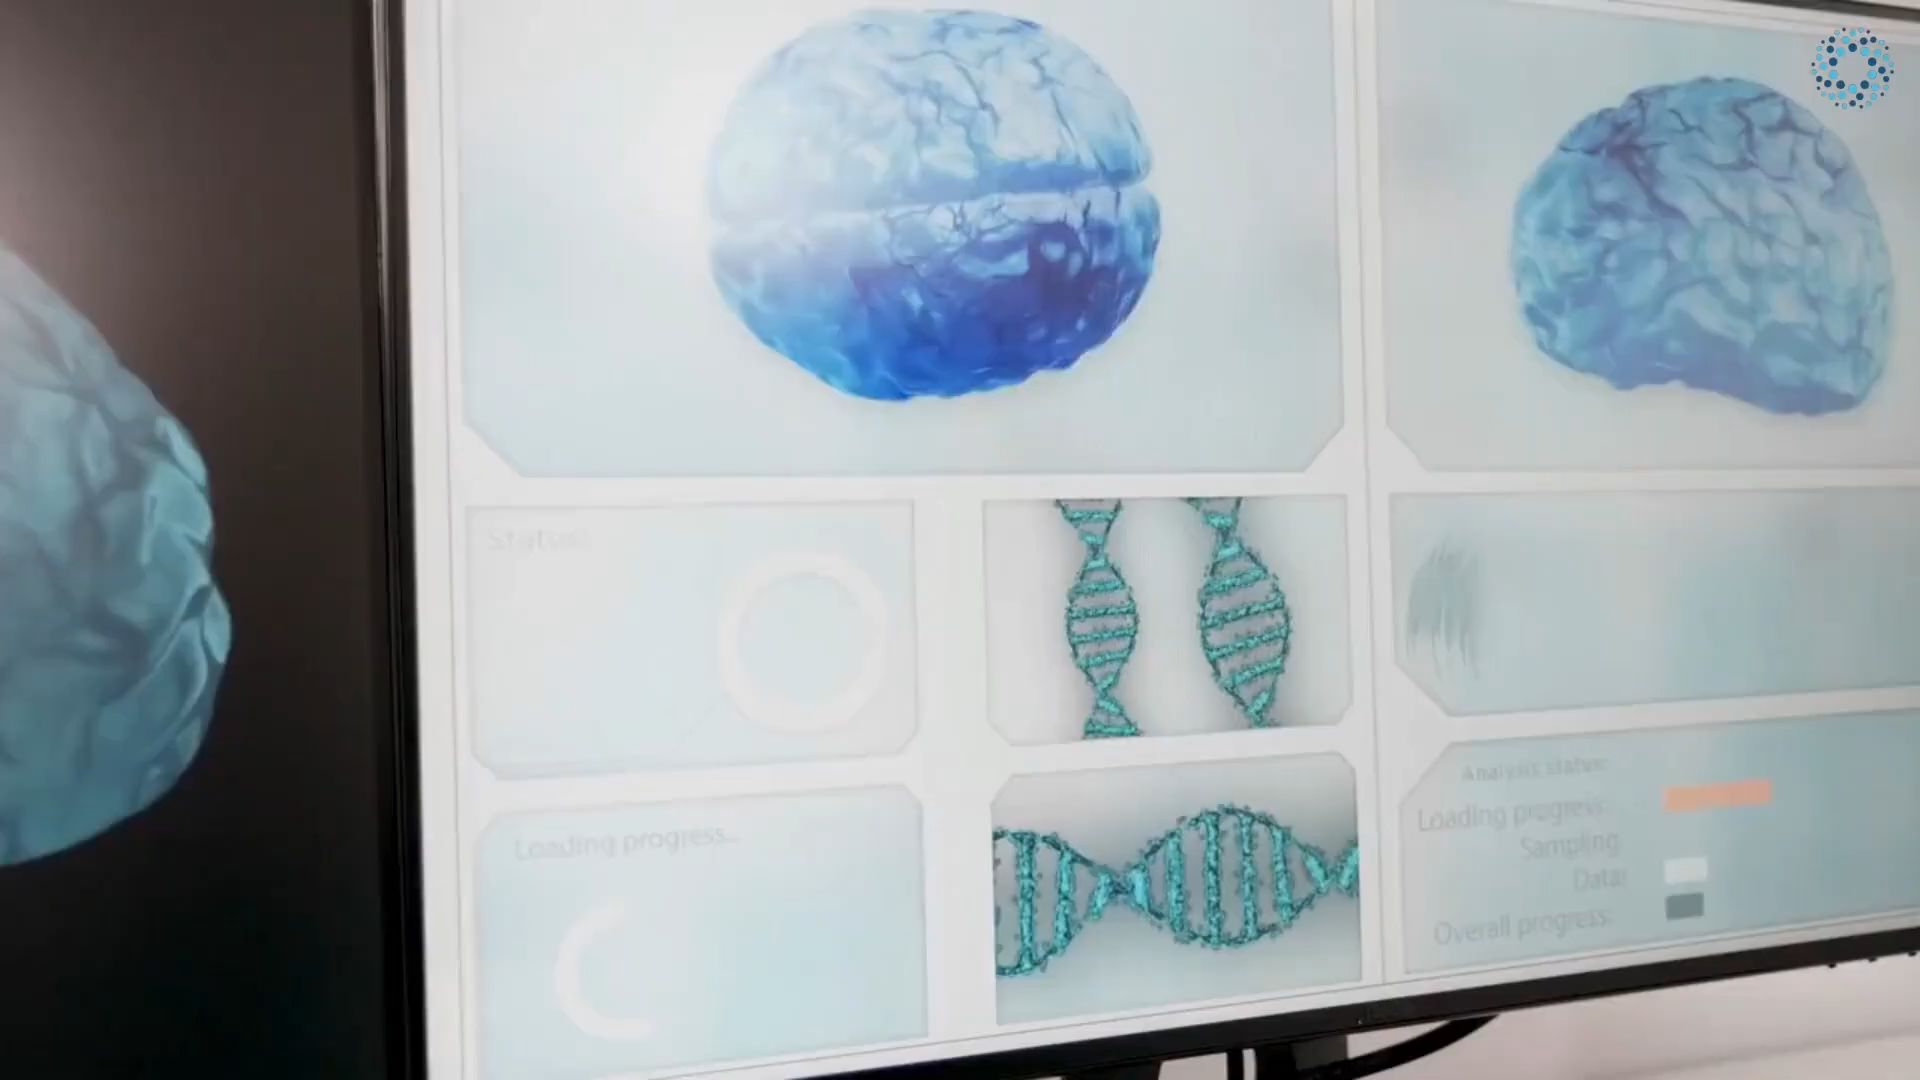 Status:
Loading progress...
Analysis status:
Loading progress:
Sampling
Data:
Overall progress: